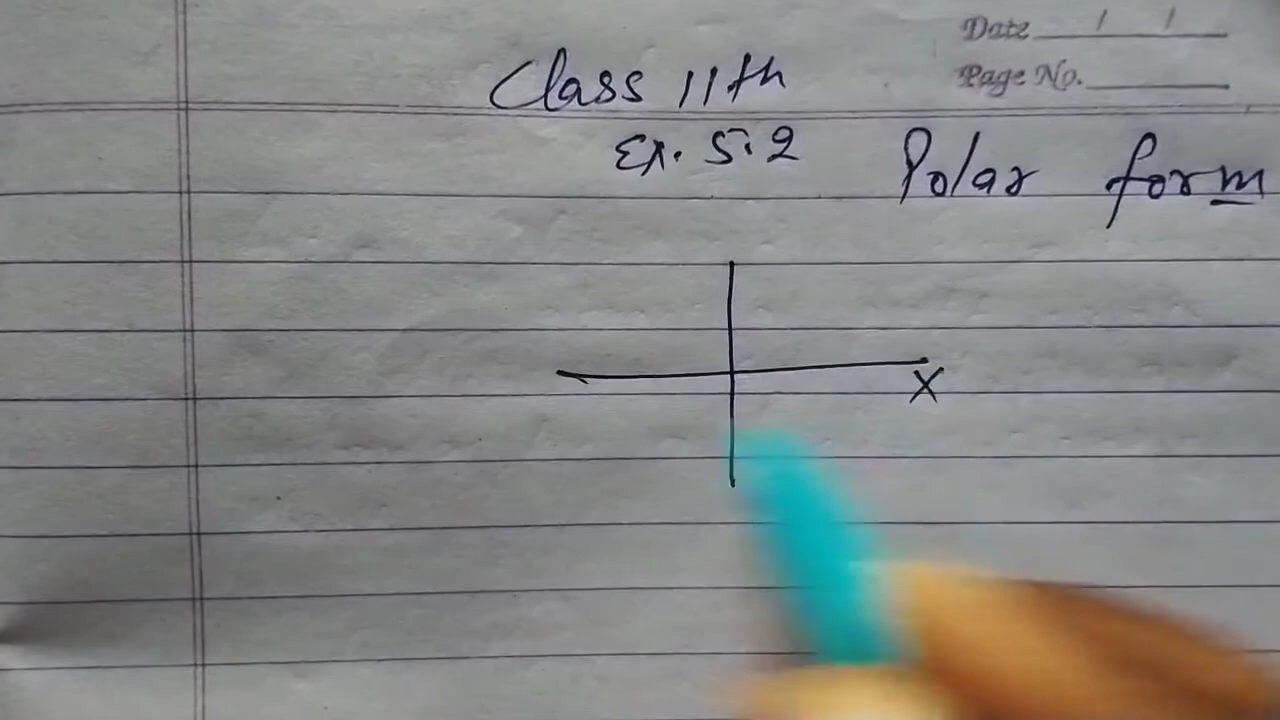 Date / /
Page No.
Class 11th
Ex. 5.2 Polar form
X